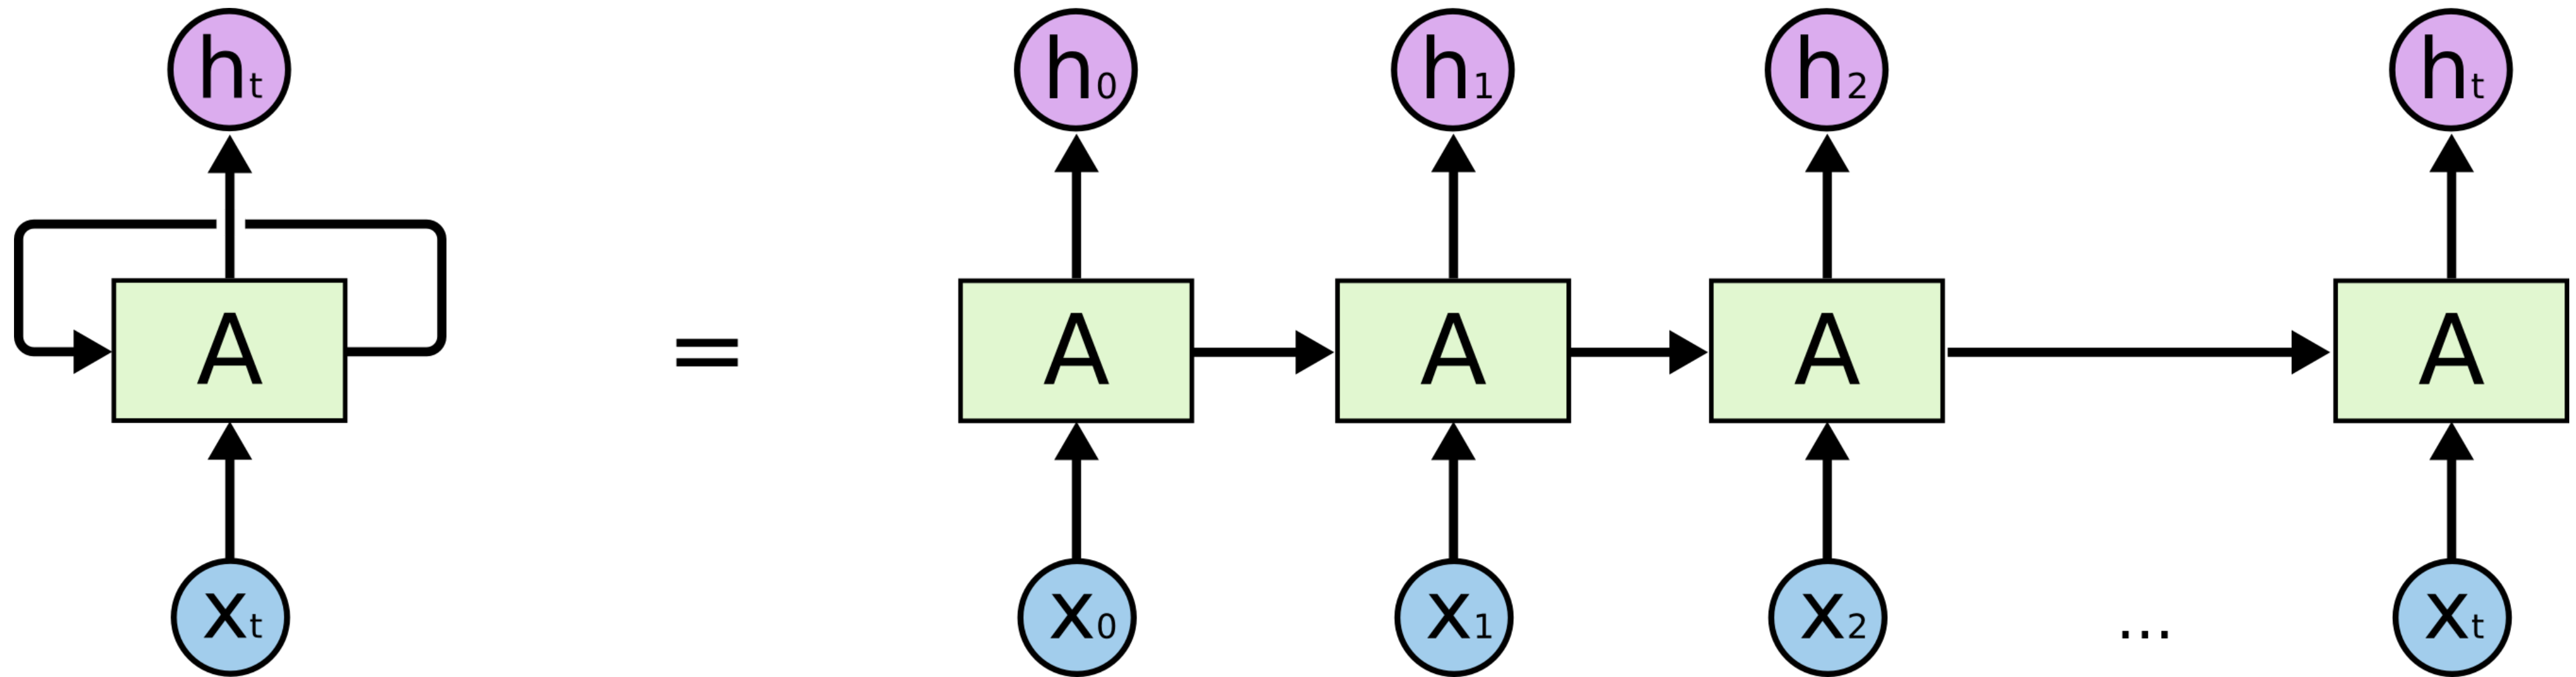 ht h0 h1 h2 ht
A = A A A A
xt x0 x1 x2 ... xt